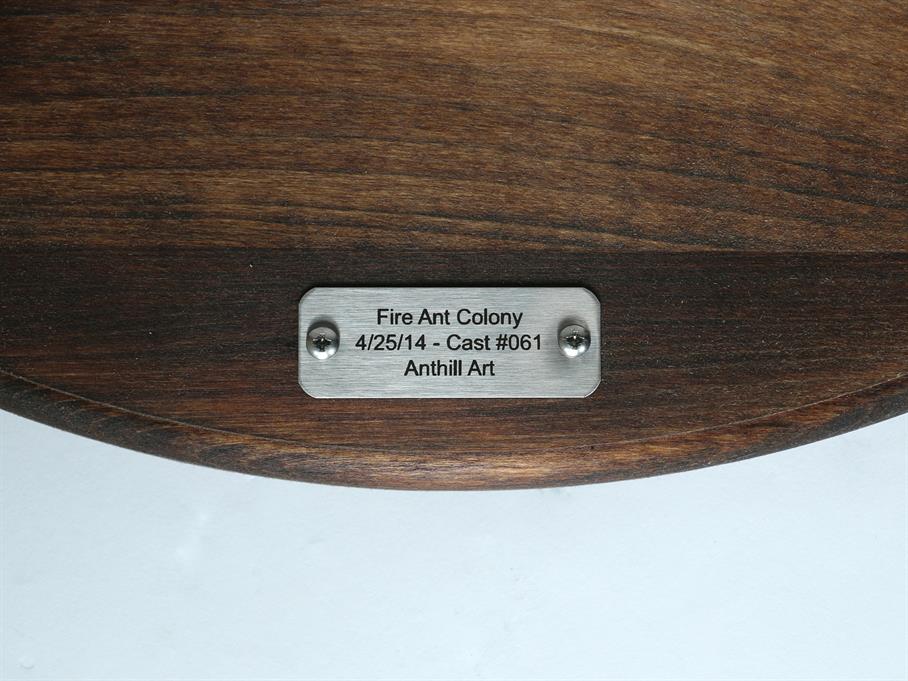 Fire Ant Colony
4/25/14 - Cast #061
Anthill Art